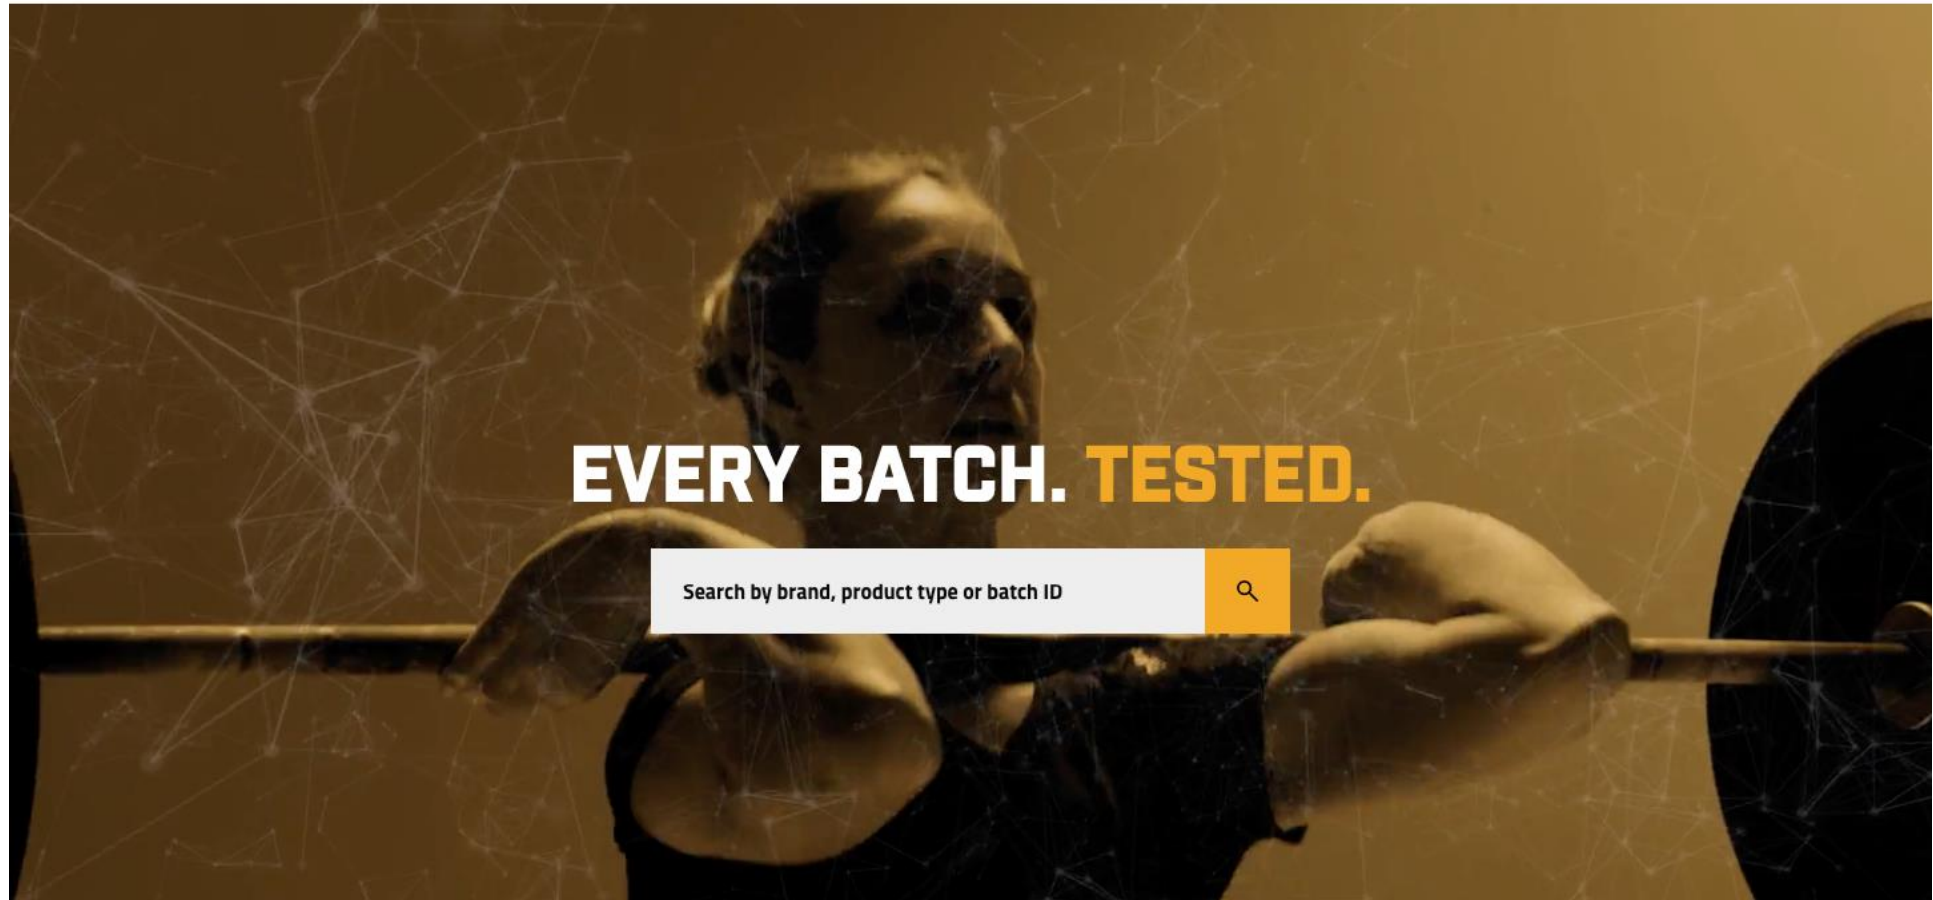 EVERY BATCH. TESTED.
Search by brand, product type or batch ID